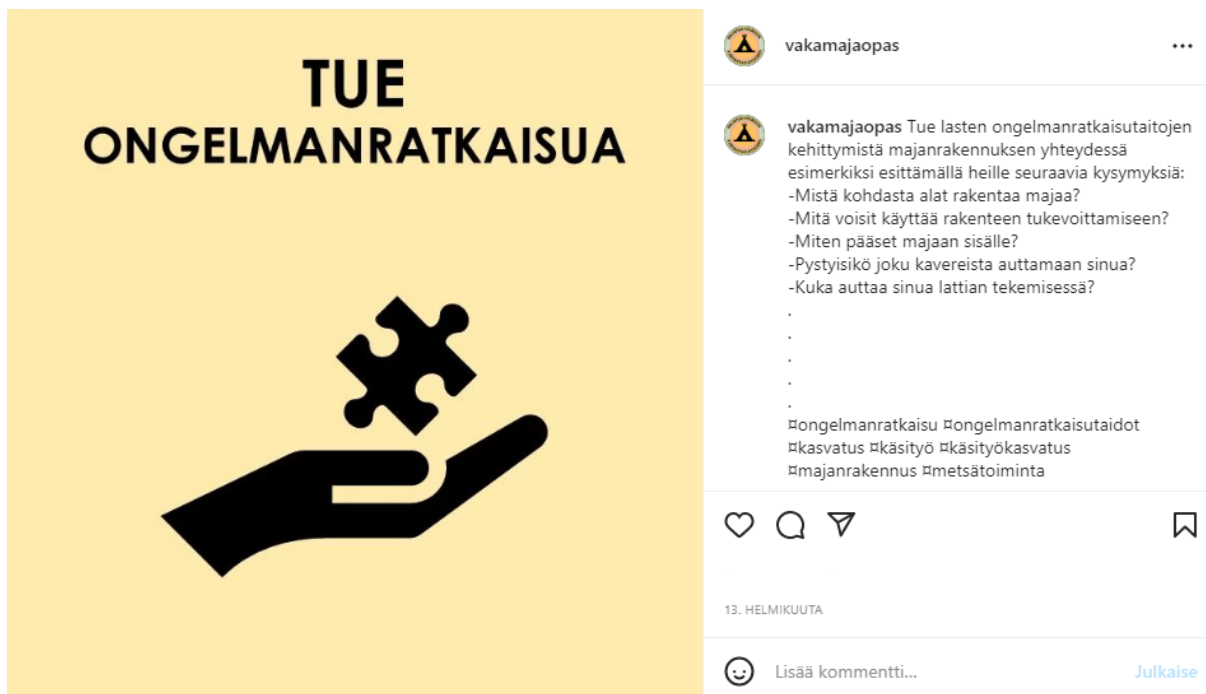 TUE
ONGELMANRATKAISUA
vakamajaopas
vakamajaopas Tue lasten ongelmanratkaisutaitojen
kehittymistä majanrakennuksen yhteydessä
esimerkiksi esittämällä heille seuraavia kysymyksiä:
-Mistä kohdasta alat rakentaa majaa?
-Mitä voisit käyttää rakenteen tukevoittamiseen?
-Miten pääset majaan sisälle?
-Pystyisikö joku kavereista auttamaan sinua?
-Kuka auttaa sinua lattian tekemisessä?
.
.
.
.
.
¤ongelmanratkaisu ¤ongelmanratkaisutaidot
¤kasvatus ¤käsityö ¤käsityökasvatus
¤majanrakennus ¤metsätoiminta
13. HELMIKUUTA
Lisää kommentti... Julkaise